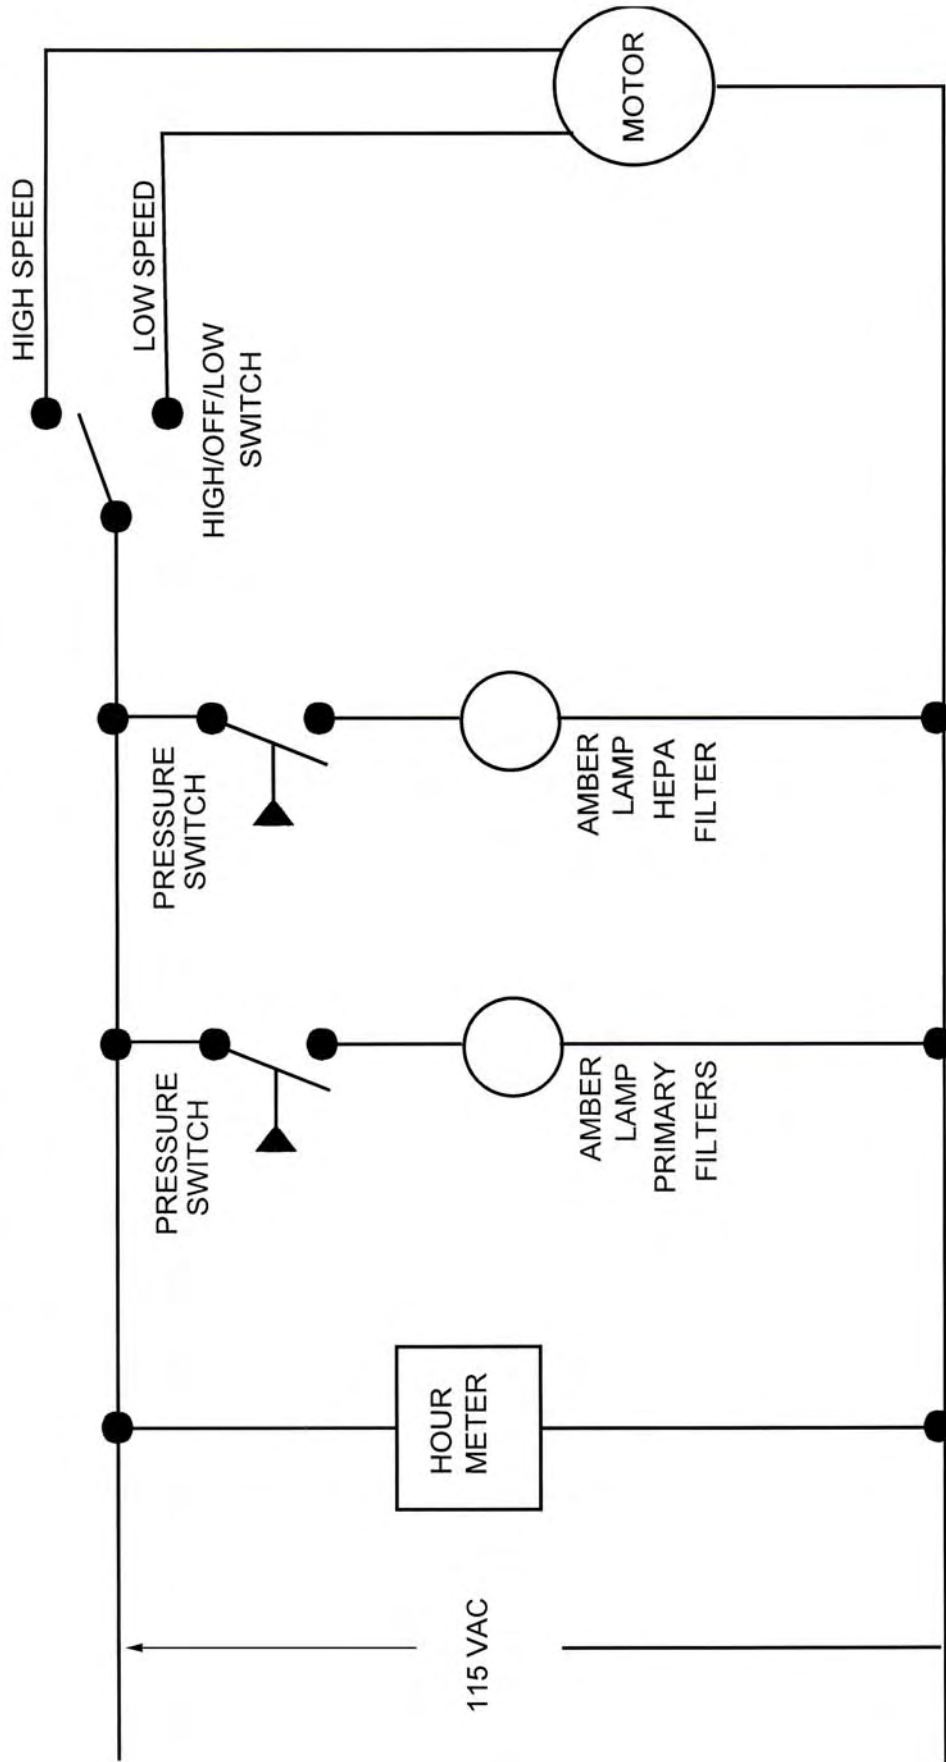 HIGH SPEED
LOW SPEED
HIGH/OFF/LOW
SWITCH
MOTOR
PRESSURE
SWITCH
AMBER
LAMP
HEPA
FILTER
PRESSURE
SWITCH
AMBER
LAMP
PRIMARY
FILTERS
HOUR
METER
115 VAC